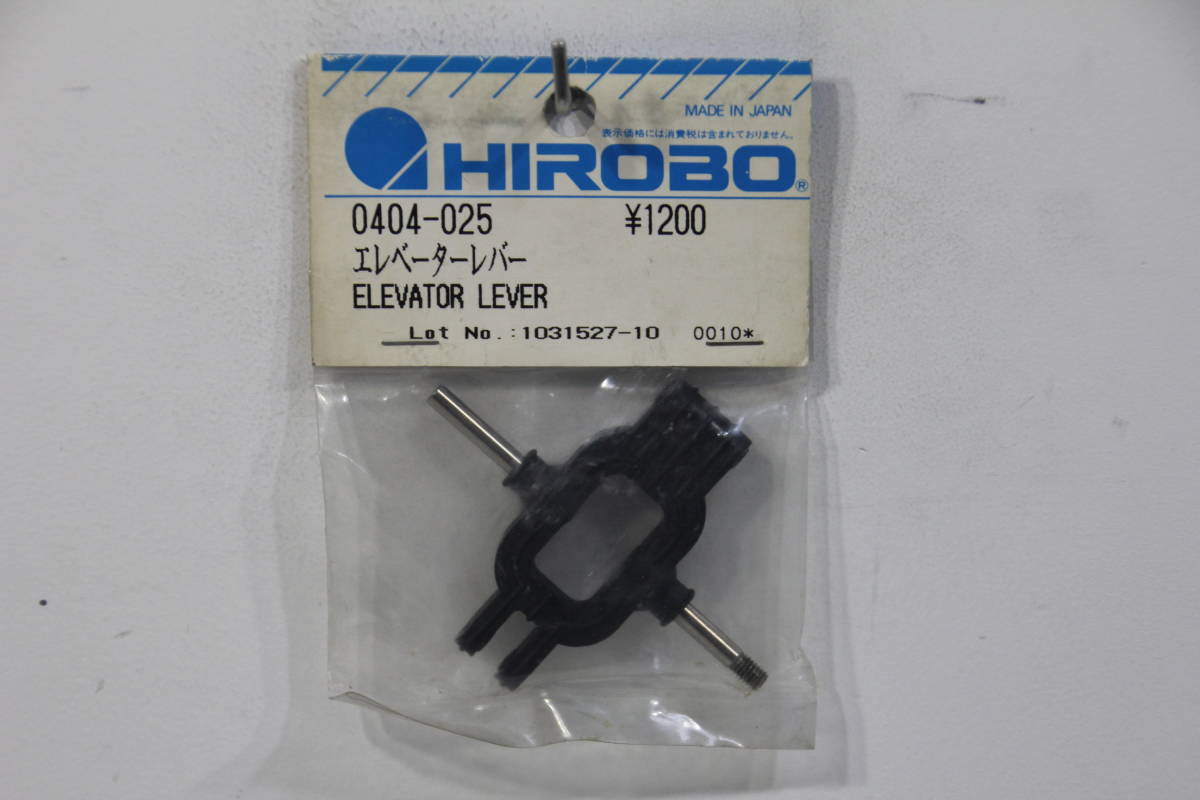 MADE IN JAPAN
表示価格には消費税は含まれておりません。
HIROBO®
0404-025 ¥1200
エレベーターレバー
ELEVATOR LEVER
Lot No.:1031527-10 0010*